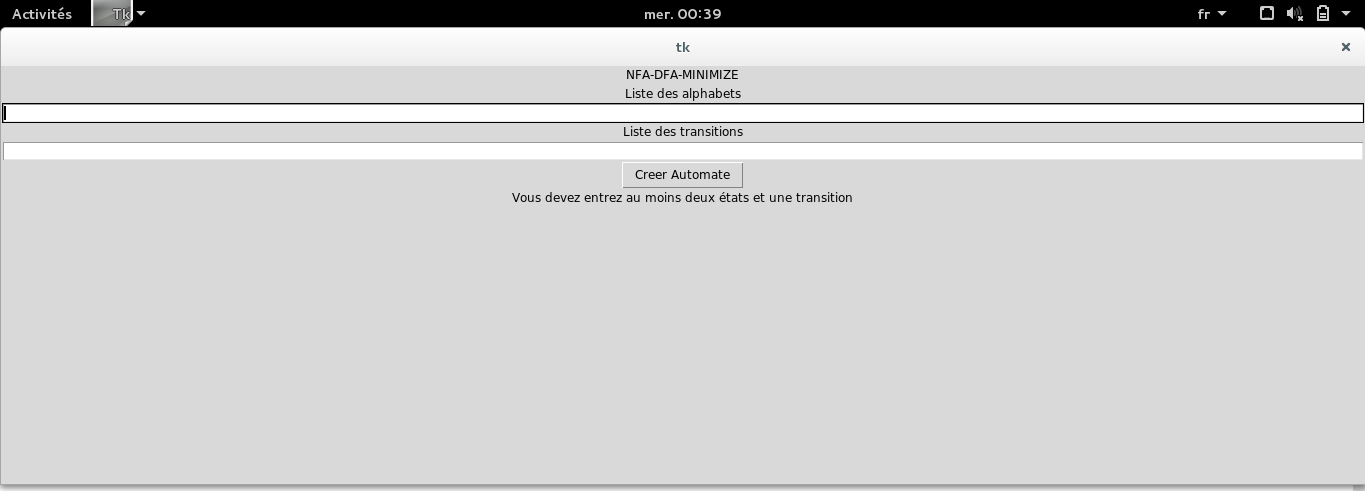 Activités Tk mer. 00:39 fr
tk
NFA-DFA-MINIMIZE
Liste des alphabets
Liste des transitions
Creer Automate
Vous devez entrez au moins deux états et une transition